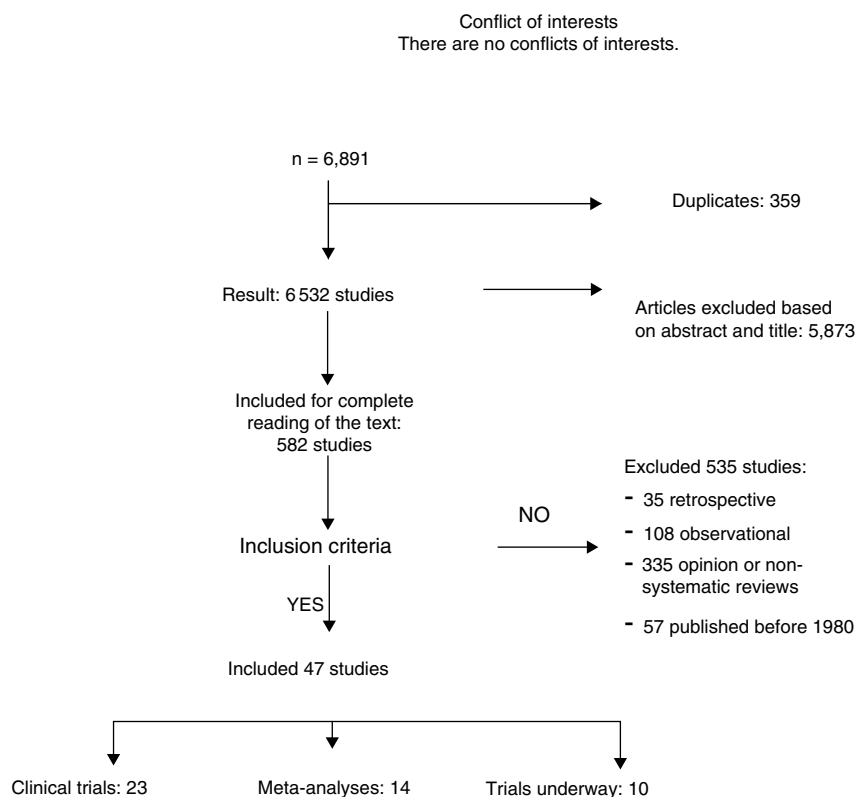 Conflict of interests
There are no conflicts of interests.
n = 6,891
Duplicates: 359
Result: 6 532 studies
Articles excluded based
on abstract and title: 5,873
Included for complete
reading of the text:
582 studies
Excluded 535 studies:
- 35 retrospective
NO
- 108 observational
Inclusion criteria
- 335 opinion or non-
systematic reviews
YES
- 57 published before 1980
Included 47 studies
Clinical trials: 23
Meta-analyses: 14
Trials underway: 10